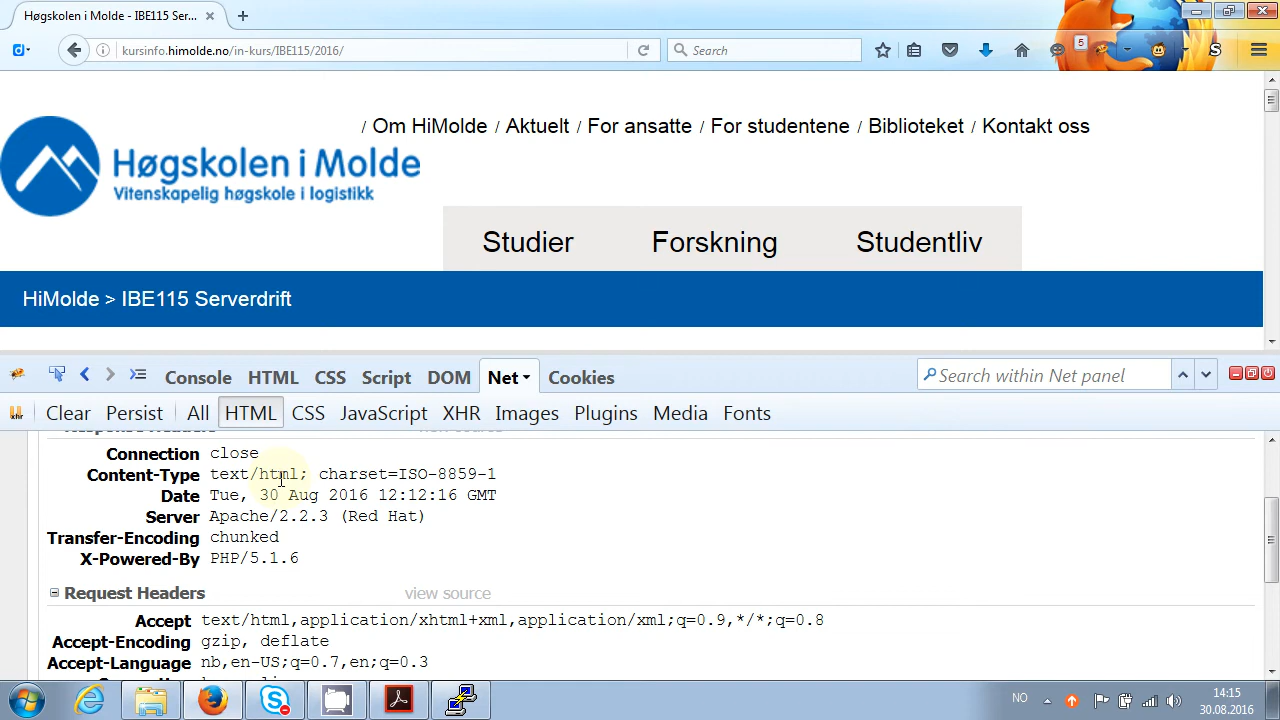 Høgskolen i Molde - IBE115 Ser...
kursinfo.himolde.no/in-kurs/IBE115/2016/
Search
5
S
/ Om HiMolde / Aktuelt / For ansatte / For studentene / Biblioteket / Kontakt oss
Høgskolen i Molde
Vitenskapelig høgskole i logistikk
Studier Forskning Studentliv
HiMolde > IBE115 Serverdrift
Console HTML CSS Script DOM Net Cookies
Search within Net panel
xhr Clear Persist All HTML CSS JavaScript XHR Images Plugins Media Fonts
Connection close
Content-Type text/html; charset=ISO-8859-1
Date Tue, 30 Aug 2016 12:12:16 GMT
Server Apache/2.2.3 (Red Hat)
Transfer-Encoding chunked
X-Powered-By PHP/5.1.6
Request Headers view source
Accept text/html,application/xhtml+xml,application/xml;q=0.9,*/*;q=0.8
Accept-Encoding gzip, deflate
Accept-Language nb,en-US;q=0.7,en;q=0.3
NO
14:15
30.08.2016